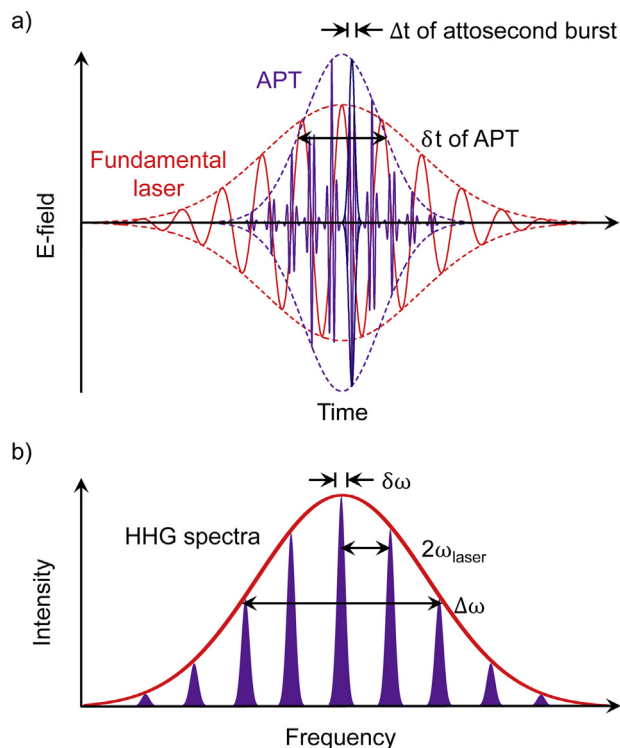 a)
Δt of attosecond burst
APT
δt of APT
Fundamental
laser
E-field
Time
b)
δω
HHG spectra
2ω_laser
Δω
Intensity
Frequency